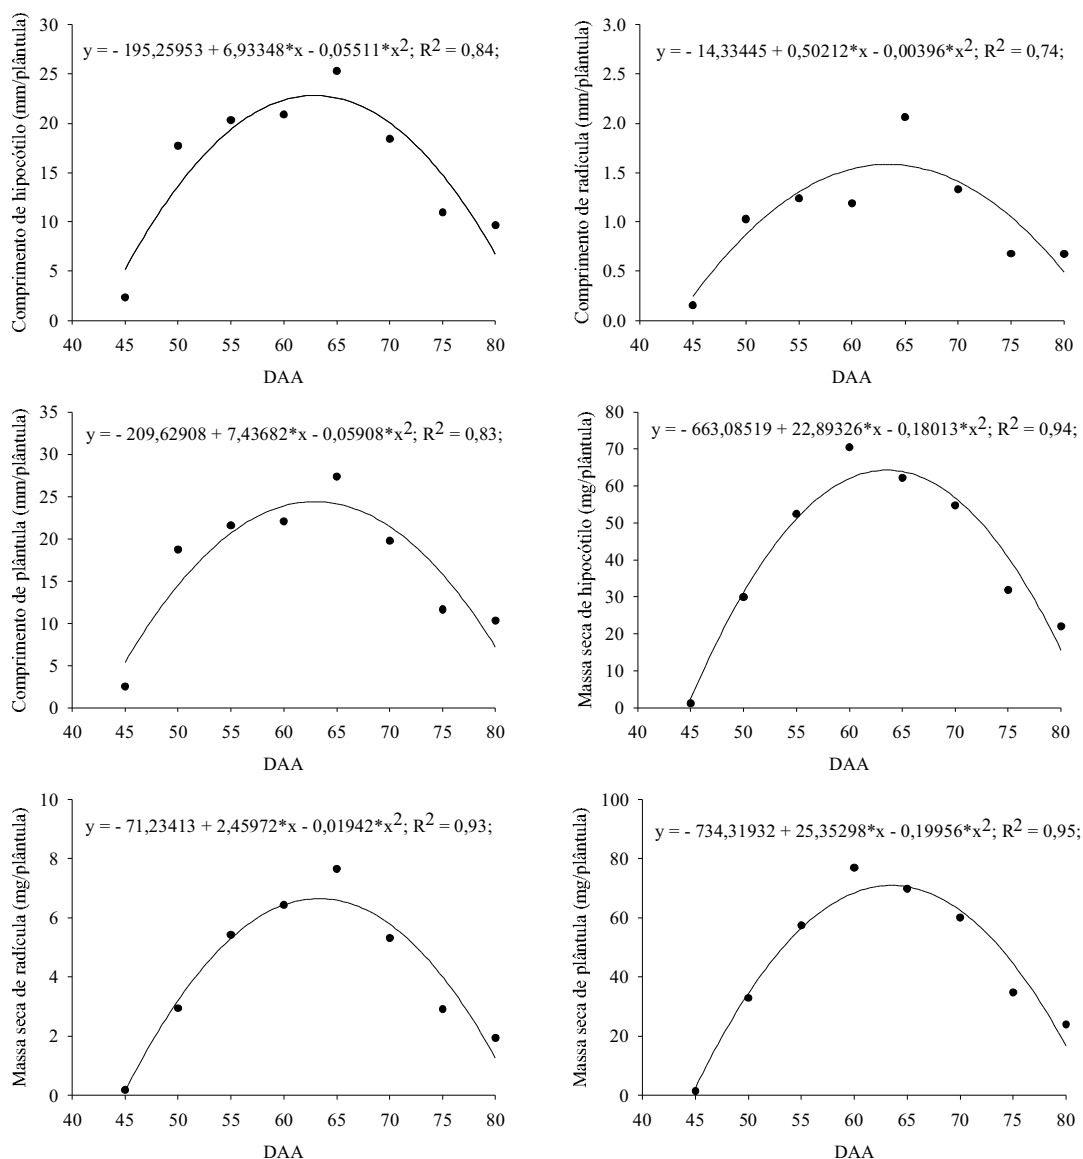 y = - 195,25953 + 6,93348*x - 0,05511*x2; R2 = 0,84;
Comprimento de hipocótilo (mm/plântula)
30
25
20
15
10
5
0
40 45 50 55 60 65 70 75 80
DAA
y = - 14,33445 + 0,50212*x - 0,00396*x2; R2 = 0,74;
Comprimento de radícula (mm/plântula)
3.0
2.5
2.0
1.5
1.0
0.5
0.0
40 45 50 55 60 65 70 75 80
DAA
y = - 209,62908 + 7,43682*x - 0,05908*x2; R2 = 0,83;
Comprimento de plântula (mm/plântula)
35
30
25
20
15
10
5
0
40 45 50 55 60 65 70 75 80
DAA
y = - 663,08519 + 22,89326*x - 0,18013*x2; R2 = 0,94;
Massa seca de hipocótilo (mg/plântula)
80
70
60
50
40
30
20
10
0
40 45 50 55 60 65 70 75 80
DAA
y = - 71,23413 + 2,45972*x - 0,01942*x2; R2 = 0,93;
Massa seca de radícula (mg/plântula)
10
8
6
4
2
0
40 45 50 55 60 65 70 75 80
DAA
y = - 734,31932 + 25,35298*x - 0,19956*x2; R2 = 0,95;
Massa seca de plântula (mg/plântula)
100
80
60
40
20
0
40 45 50 55 60 65 70 75 80
DAA